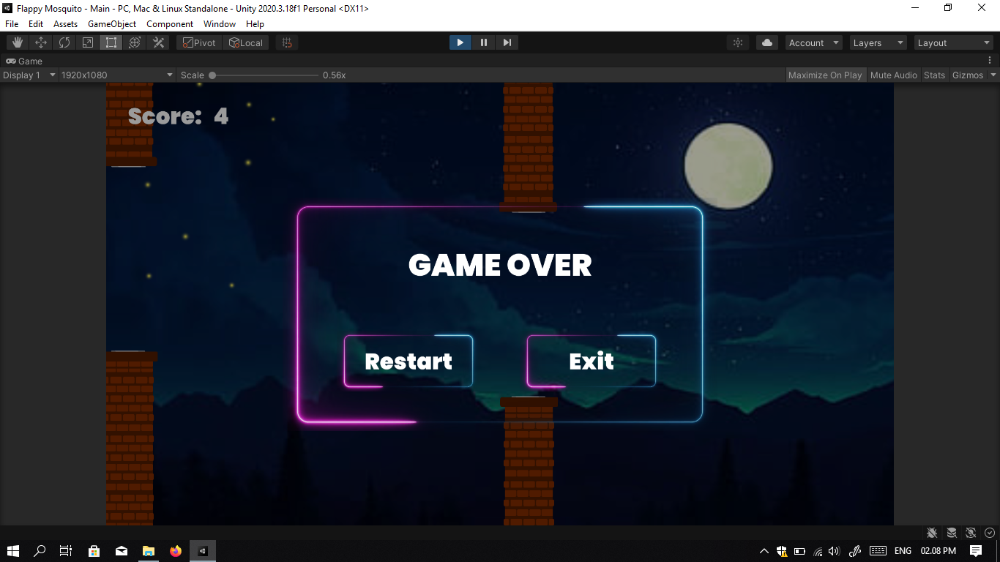 Flappy Mosquito - Main - PC, Mac & Linux Standalone - Unity 2020.3.18f1 Personal <DX11>
File Edit Assets GameObject Component Window Help
Pivot Local Account Layers Layout
Game
Display 1 1920x1080 Scale 0.56x Maximize On Play Mute Audio Stats Gizmos
Score: 4
GAME OVER
Restart Exit
ENG 02.08 PM